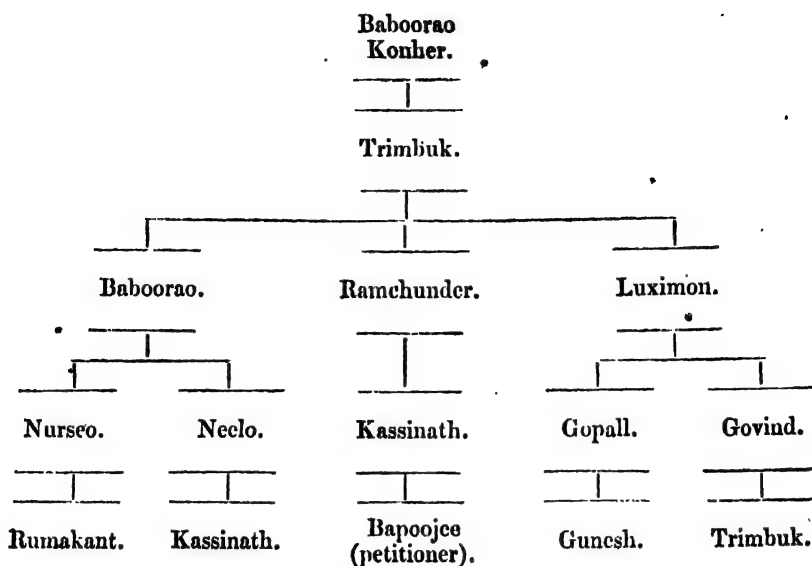 Baboorao
Konher.
Trimbuk.
Baboorao. Ramchunder. Luximon.
Nurseo. Neelo. Kassinath. Gopall. Govind.
Rumakant. Kassinath. Bapoojee
(petitioner). Gunesh. Trimbuk.